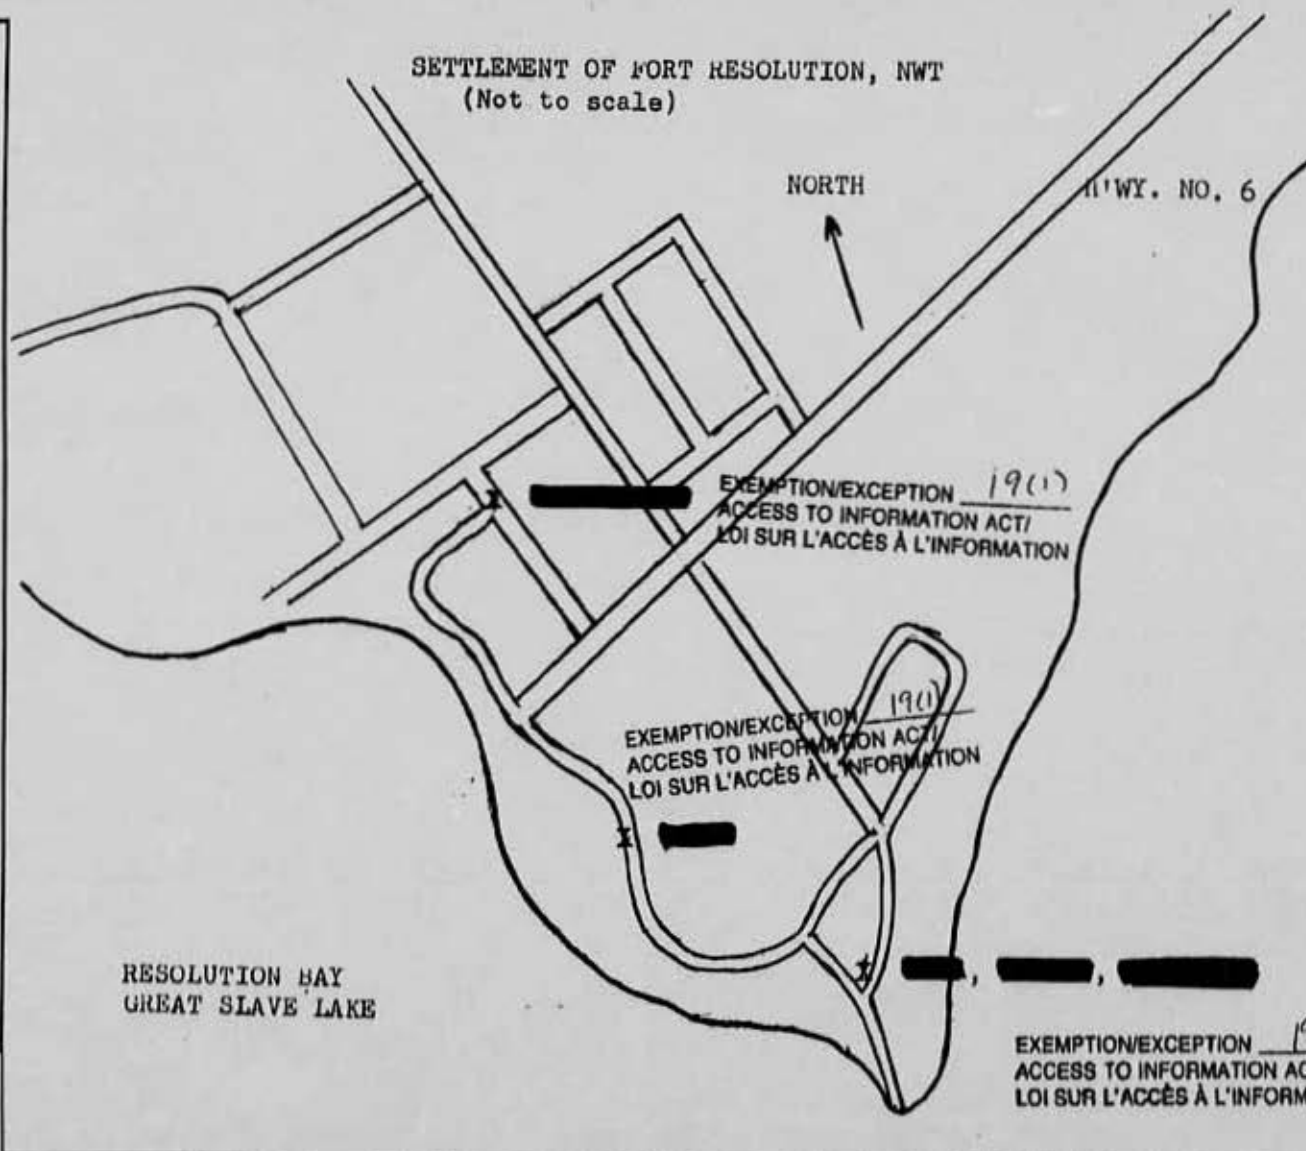 SETTLEMENT OF FORT RESOLUTION, NWT
(Not to scale)
NORTH
H'WY. NO. 6
EXEMPTION/EXCEPTION 19(1)
ACCESS TO INFORMATION ACT/
LOI SUR L'ACCÈS À L'INFORMATION
EXEMPTION/EXCEPTION 19(1)
ACCESS TO INFORMATION ACT/
LOI SUR L'ACCÈS À L'INFORMATION
x
x
x
, ,
RESOLUTION BAY
GREAT SLAVE LAKE
EXEMPTION/EXCEPTION
ACCESS TO INFORMATION AC
LOI SUR L'ACCÈS À L'INFORM